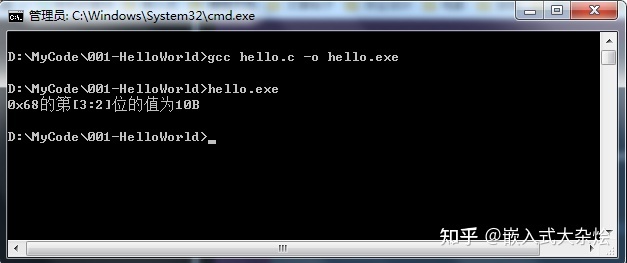 管理员: C:\Windows\System32\cmd.exe
D:\MyCode\001-HelloWorld>gcc hello.c -o hello.exe
D:\MyCode\001-HelloWorld>hello.exe
0x68的第[3:2]位的值为10B
D:\MyCode\001-HelloWorld>_
知乎 @嵌入式大杂烩